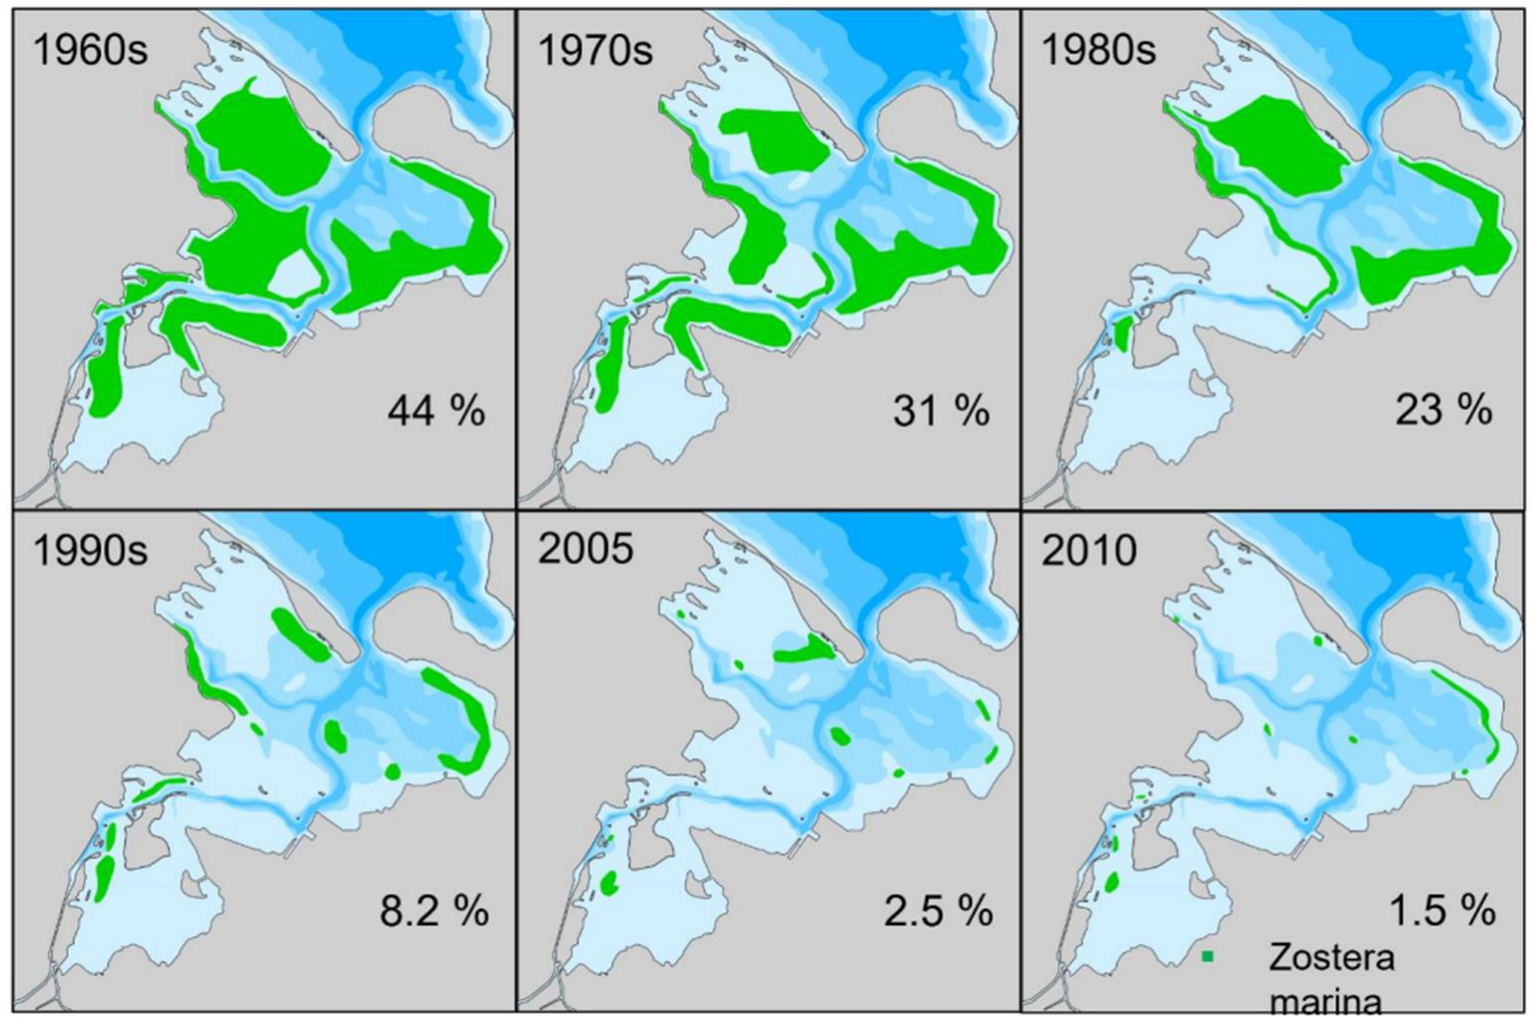 1960s
44 %
1970s
31 %
1980s
23 %
1990s
8.2 %
2005
2.5 %
2010
1.5 %
Zostera
marina